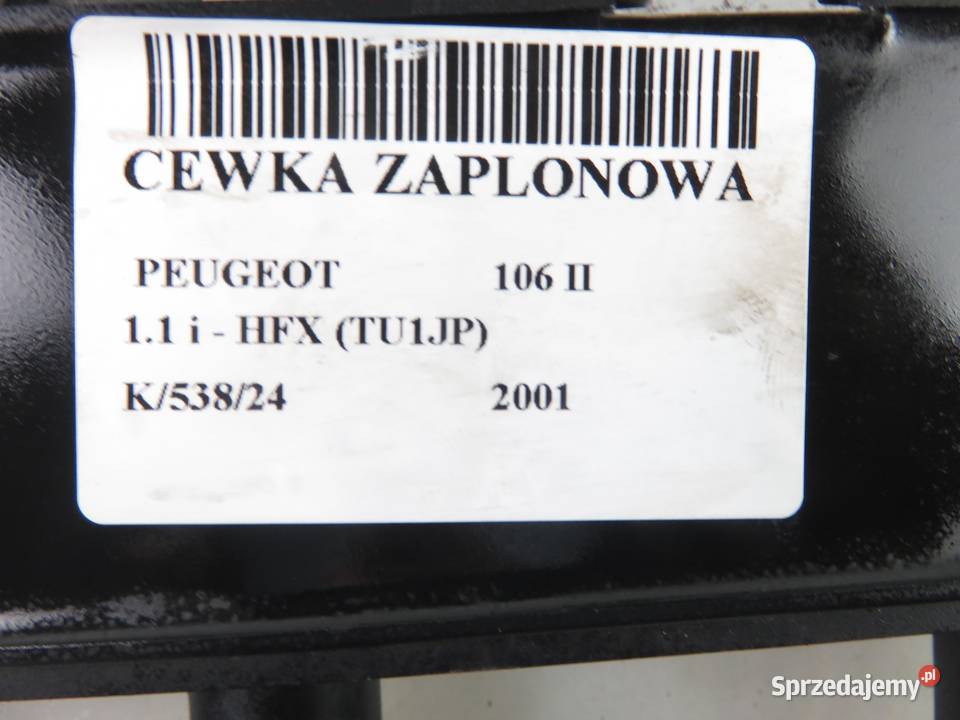 CEWKA ZAPLONOWA
PEUGEOT 106 II
1.1 i - HFX (TU1JP)
K/538/24 2001
Sprzedajemy.pl